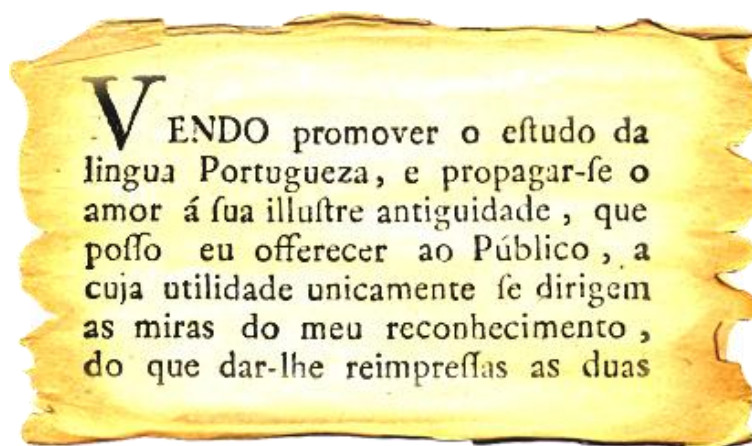 VENDO promover o eſtudo da
lingua Portugueza, e propagar-ſe o
amor á ſua illuſtre antiguidade, que
poſſo eu offerecer ao Público, a
cuja utilidade unicamente ſe dirigem
as miras do meu reconhecimento,
do que dar-lhe reimpreſſas as duas